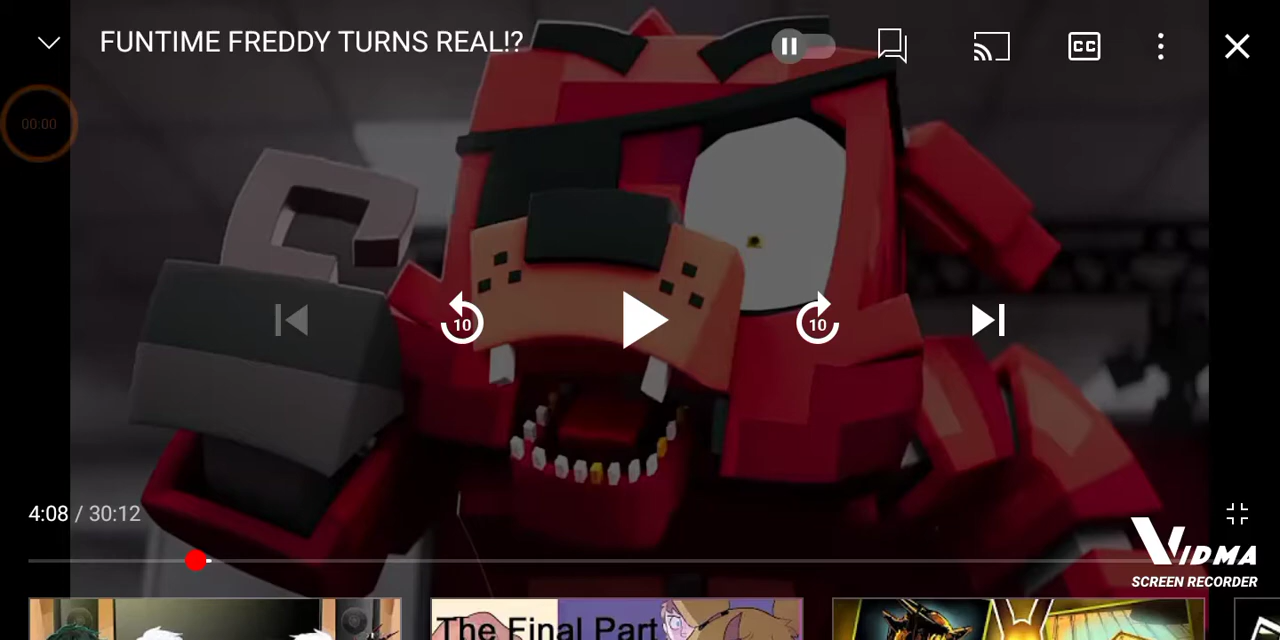 FUNTIME FREDDY TURNS REAL!?
CC
00:00
10
10
4:08 / 30:12
VIDMA
SCREEN RECORDER
The Final Part